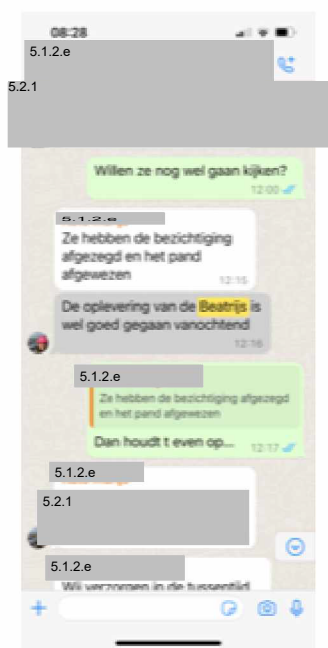 08:28
5.1.2.e
5.2.1
Willen ze nog wel gaan kijken?
12:00
5.1.2.e
Ze hebben de bezichtiging
afgezegd en het pand
afgewezen
12:15
De oplevering van de Beatrijs is
wel goed gegaan vanochtend
12:16
5.1.2.e
Ze hebben de bezichtiging afgezegd
en het pand afgewezen
Dan houdt t even op...
12:17
5.1.2.e
5.2.1
5.1.2.e
Wij verzorgen in de tussentijd